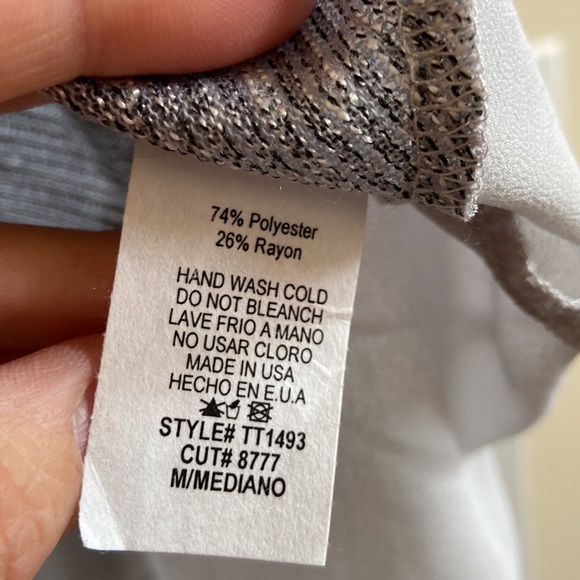 74% Polyester
26% Rayon
HAND WASH COLD
DO NOT BLEANCH
LAVE FRIO A MANO
NO USAR CLORO
MADE IN USA
HECHO EN E.U.A
STYLE# TT1493
CUT# 8777
M/MEDIANO